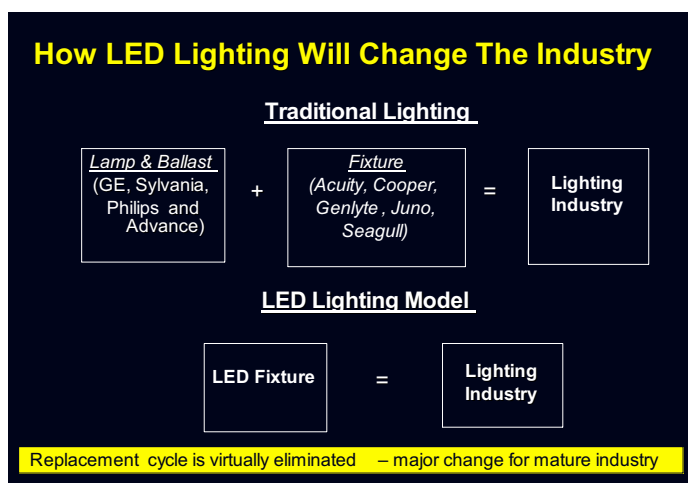 How LED Lighting Will Change The Industry
Traditional Lighting
Lamp & Ballast
(GE, Sylvania,
Philips and
Advance)
+
Fixture
(Acuity, Cooper,
Genlyte , Juno,
Seagull)
=
Lighting
Industry
LED Lighting Model
LED Fixture
=
Lighting
Industry
Replacement cycle is virtually eliminated – major change for mature industry